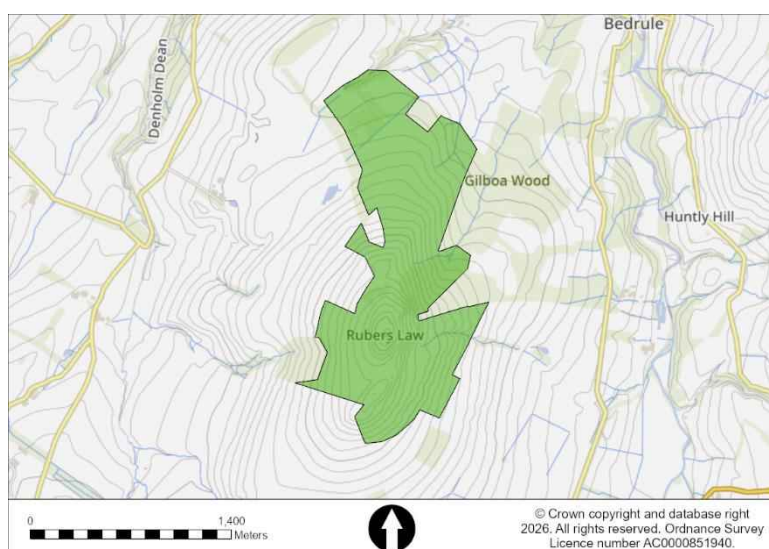 Bedrule
Denholm Dean
Gilboa Wood
Huntly Hill
Rubers Law
0 1,400
Meters
© Crown copyright and database right
2026. All rights reserved. Ordnance Survey
Licence number AC0000851940.